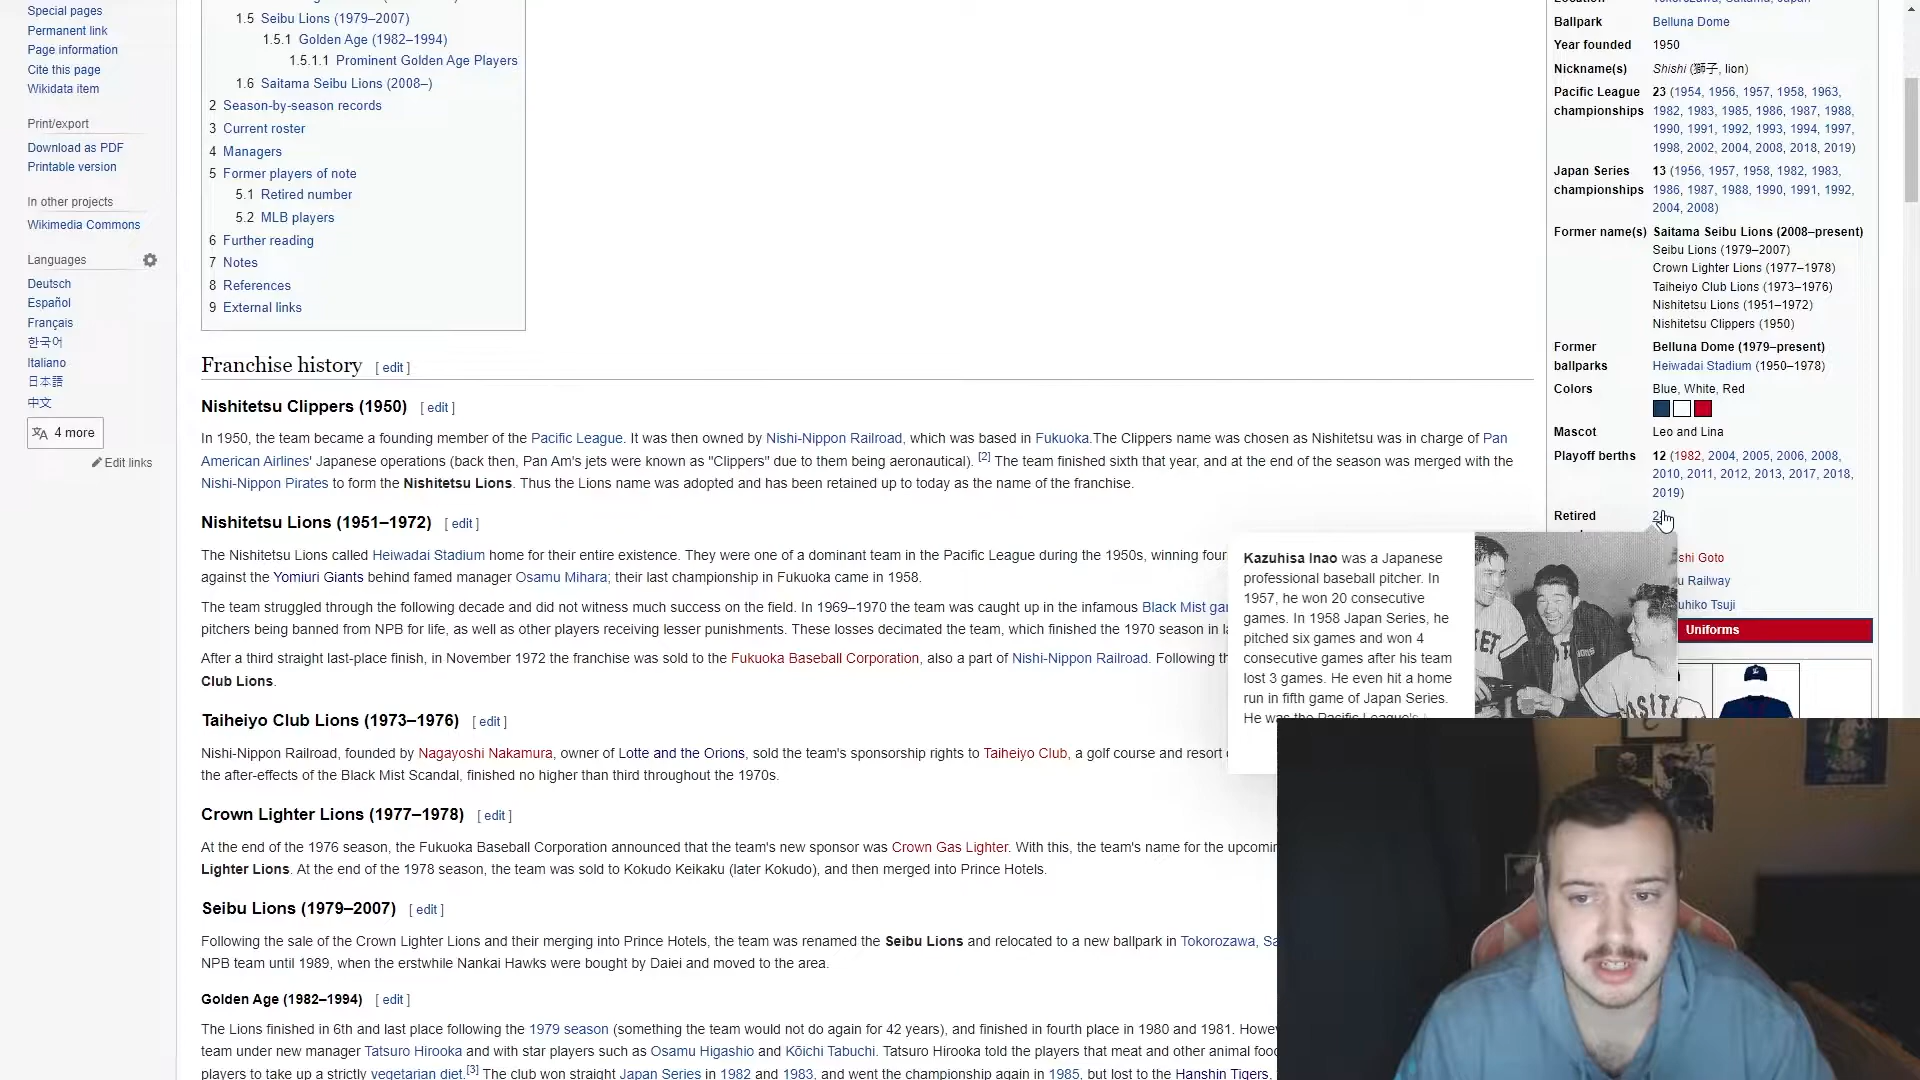 Special pages
Permanent link
Page information
Cite this page
Wikidata item
Print/export
Download as PDF
Printable version
In other projects
Wikimedia Commons
Languages
Deutsch
Español
Français
한국어
Italiano
日本語
中文
4 more
Edit links
1.5 Seibu Lions (1979–2007)
1.5.1 Golden Age (1982–1994)
1.5.1.1 Prominent Golden Age Players
1.6 Saitama Seibu Lions (2008–)
2 Season-by-season records
3 Current roster
4 Managers
5 Former players of note
5.1 Retired number
5.2 MLB players
6 Further reading
7 Notes
8 References
9 External links
Franchise history [ edit ]
Nishitetsu Clippers (1950) [ edit ]
In 1950, the team became a founding member of the Pacific League. It was then owned by Nishi-Nippon Railroad, which was based in Fukuoka.The Clippers name was chosen as Nishitetsu was in charge of Pan
American Airlines' Japanese operations (back then, Pan Am's jets were known as "Clippers" due to them being aeronautical). [2] The team finished sixth that year, and at the end of the season was merged with the
Nishi-Nippon Pirates to form the Nishitetsu Lions. Thus the Lions name was adopted and has been retained up to today as the name of the franchise.
Nishitetsu Lions (1951–1972) [ edit ]
The Nishitetsu Lions called Heiwadai Stadium home for their entire existence. They were one of a dominant team in the Pacific League during the 1950s, winning four
against the Yomiuri Giants behind famed manager Osamu Mihara; their last championship in Fukuoka came in 1958.
The team struggled through the following decade and did not witness much success on the field. In 1969–1970 the team was caught up in the infamous Black Mist
pitchers being banned from NPB for life, as well as other players receiving lesser punishments. These losses decimated the team, which finished the 1970 season in
After a third straight last-place finish, in November 1972 the franchise was sold to the Fukuoka Baseball Corporation, also a part of Nishi-Nippon Railroad. Following
Club Lions.
Taiheiyo Club Lions (1973–1976) [ edit ]
Nishi-Nippon Railroad, founded by Nagayoshi Nakamura, owner of Lotte and the Orions, sold the team's sponsorship rights to Taiheiyo Club, a golf course and resort
the after-effects of the Black Mist Scandal, finished no higher than third throughout the 1970s.
Crown Lighter Lions (1977–1978) [ edit ]
At the end of the 1976 season, the Fukuoka Baseball Corporation announced that the team's new sponsor was Crown Gas Lighter. With this, the team's name for the
Lighter Lions. At the end of the 1978 season, the team was sold to Kokudo Keikaku (later Kokudo), and then merged into Prince Hotels.
Seibu Lions (1979–2007) [ edit ]
Following the sale of the Crown Lighter Lions and their merging into Prince Hotels, the team was renamed the Seibu Lions and relocated to a new ballpark in Tokorozawa,
NPB team until 1989, when the erstwhile Nankai Hawks were bought by Daiei and moved to the area.
Golden Age (1982–1994) [ edit ]
The Lions finished in 6th and last place following the 1979 season (something the team would not do again for 42 years), and finished in fourth place in 1980 and 1981.
team under new manager Tatsuro Hirooka and with star players such as Osamu Higashio and Kōichi Tabuchi. Tatsuro Hirooka told the players that meat and other animal
players to take up a strictly vegetarian diet.[3] The club won straight Japan Series in 1982 and 1983, and went the championship again in 1985, but lost to the Hanshin Tigers.
Ballpark Belluna Dome
Year founded 1950
Nickname(s) Shishi (獅子, lion)
Pacific League 23 (1954, 1956, 1957, 1958, 1963,
championships 1982, 1983, 1985, 1986, 1987, 1988,
1990, 1991, 1992, 1993, 1994, 1997,
1998, 2002, 2004, 2008, 2018, 2019)
Japan Series 13 (1956, 1957, 1958, 1982, 1983,
championships 1986, 1987, 1988, 1990, 1991, 1992,
2004, 2008)
Former name(s) Saitama Seibu Lions (2008–present)
Seibu Lions (1979–2007)
Crown Lighter Lions (1977–1978)
Taiheiyo Club Lions (1973–1976)
Nishitetsu Lions (1951–1972)
Nishitetsu Clippers (1950)
Former Belluna Dome (1979–present)
ballparks Heiwadai Stadium (1950–1978)
Colors Blue, White, Red
Mascot Leo and Lina
Playoff berths 12 (1982, 2004, 2005, 2006, 2008,
2010, 2011, 2012, 2013, 2017, 2018,
2019)
Retired
shi Goto
u Railway
uhiko Tsuji
Uniforms
Kazuhisa Inao was a Japanese
professional baseball pitcher. In
1957, he won 20 consecutive
games. In 1958 Japan Series, he
pitched six games and won 4
consecutive games after his team
lost 3 games. He even hit a home
run in fifth game of Japan Series.
He was the Pacific League's